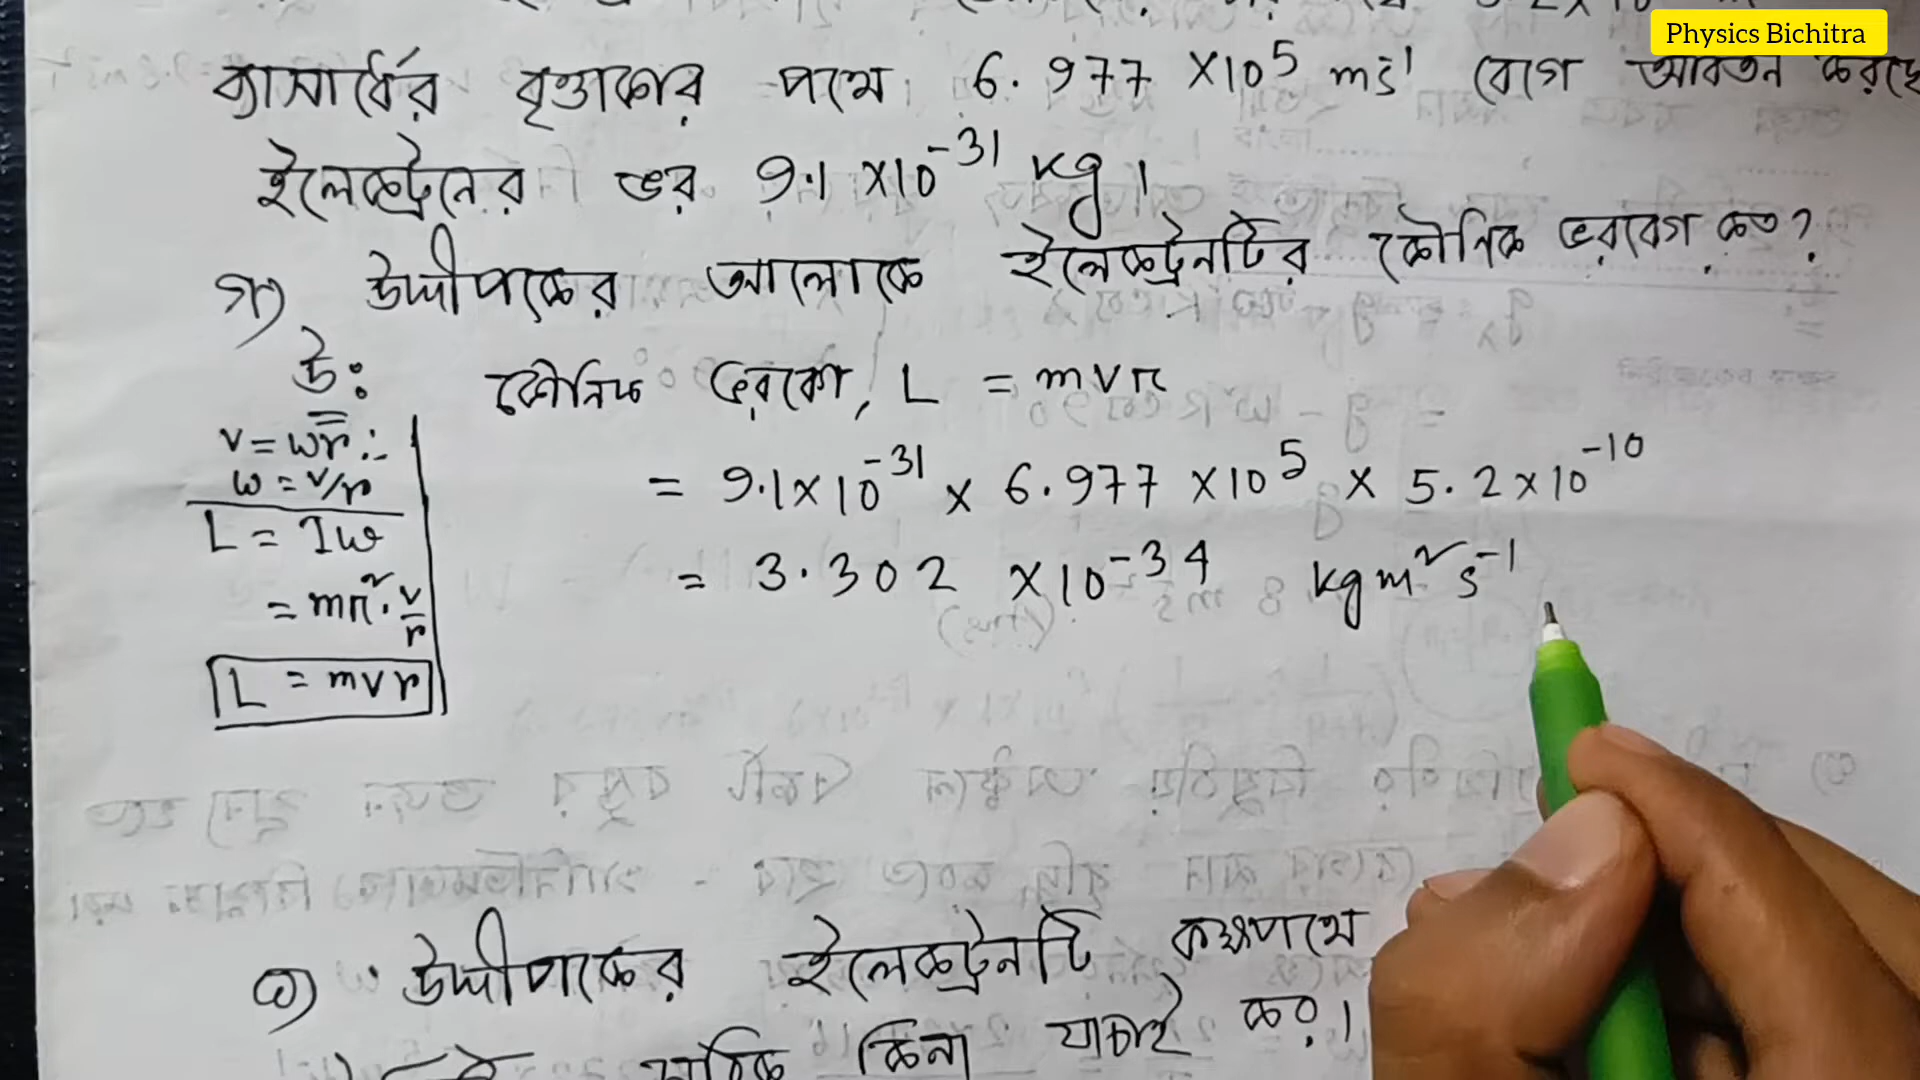 Physics Bichitra
ব্যাসার্ধের বৃত্তাকার পথে 6.977 ×10⁵ ms⁻¹ বেগে আবর্তন করছে
ইলেকট্রনের ভর 9.1 ×10⁻³¹ kg।
গ) উদ্দীপকের আলোকে ইলেকট্রনটির কৌনিক ভরবেগ কত?
উ: কৌনিক ভরবেগ, L = mvr
= 9.1×10⁻³¹ × 6.977 ×10⁵ × 5.2×10⁻¹⁰
= 3.302 ×10⁻³⁴ kgm²s⁻¹
v = ωr ∴
ω = v/r
L = Iω
= mr²·v/r
L = mvr
ঘ) উদ্দীপকের ইলেকট্রনটি কক্ষপথে
কিনা যাচাই কর।